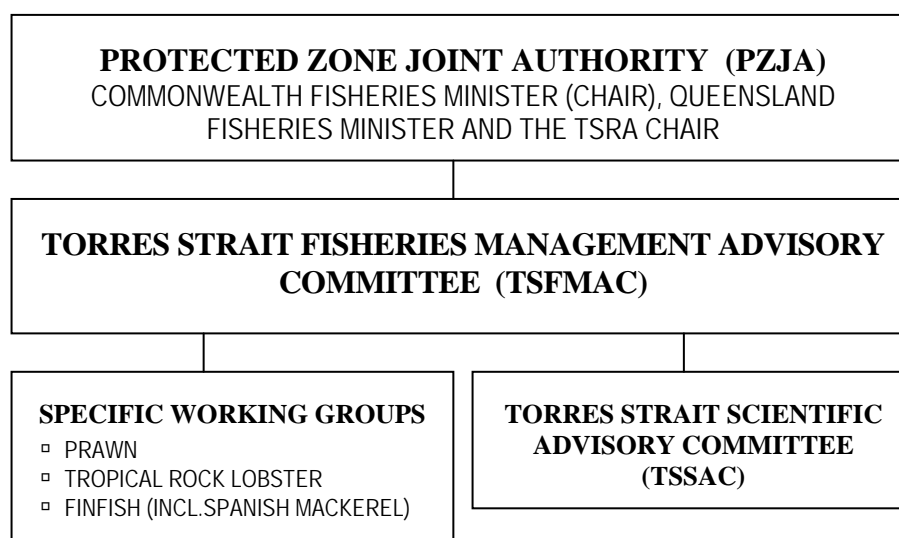 PROTECTED ZONE JOINT AUTHORITY (PZJA)
COMMONWEALTH FISHERIES MINISTER (CHAIR), QUEENSLAND
FISHERIES MINISTER AND THE TSRA CHAIR
TORRES STRAIT FISHERIES MANAGEMENT ADVISORY
COMMITTEE (TSFMAC)
SPECIFIC WORKING GROUPS
▫ PRAWN
▫ TROPICAL ROCK LOBSTER
▫ FINFISH (INCL.SPANISH MACKEREL)
TORRES STRAIT SCIENTIFIC
ADVISORY COMMITTEE
(TSSAC)